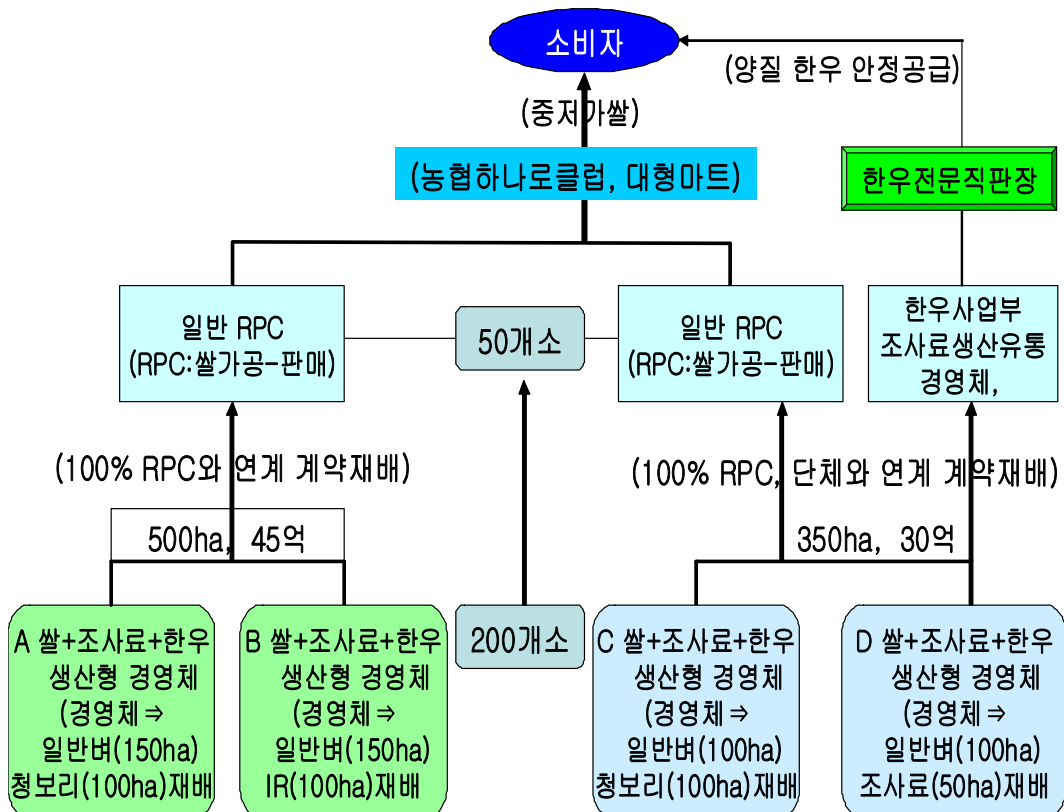 소비자
(양질 한우 안정공급)
(중저가쌀)
(농협하나로클럽, 대형마트)
한우전문직판장
일반 RPC
(RPC:쌀가공-판매)
50개소
일반 RPC
(RPC:쌀가공-판매)
한우사업부
조사료생산유통
경영체,
(100% RPC와 연계 계약재배)
(100% RPC, 단체와 연계 계약재배)
500ha, 45억
350ha, 30억
A 쌀+조사료+한우
생산형 경영체
(경영체⇒
일반벼(150ha)
청보리(100ha)재배
B 쌀+조사료+한우
생산형 경영체
(경영체⇒
일반벼(150ha)
IR(100ha)재배
200개소
C 쌀+조사료+한우
생산형 경영체
(경영체⇒
일반벼(100ha)
청보리(100ha)재배
D 쌀+조사료+한우
생산형 경영체
(경영체⇒
일반벼(100ha)
조사료(50ha)재배